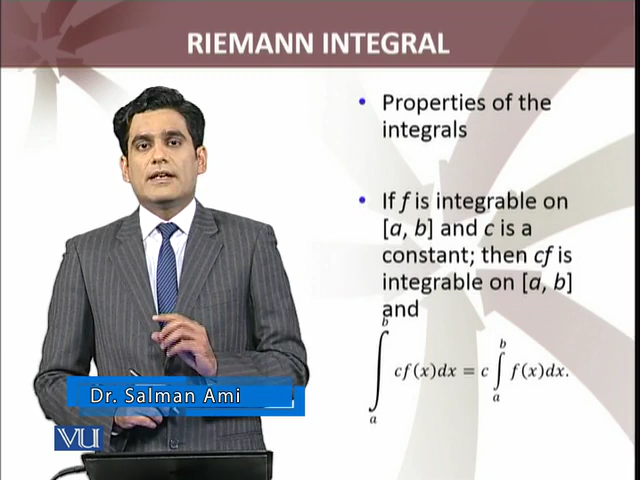 RIEMANN INTEGRAL
• Properties of the
integrals
• If f is integrable on
[a, b] and c is a
constant; then cf is
integrable on [a, b]
and
∫_a^b cf(x)dx = c ∫_a^b f(x)dx.
Dr. Salman Ami
VU